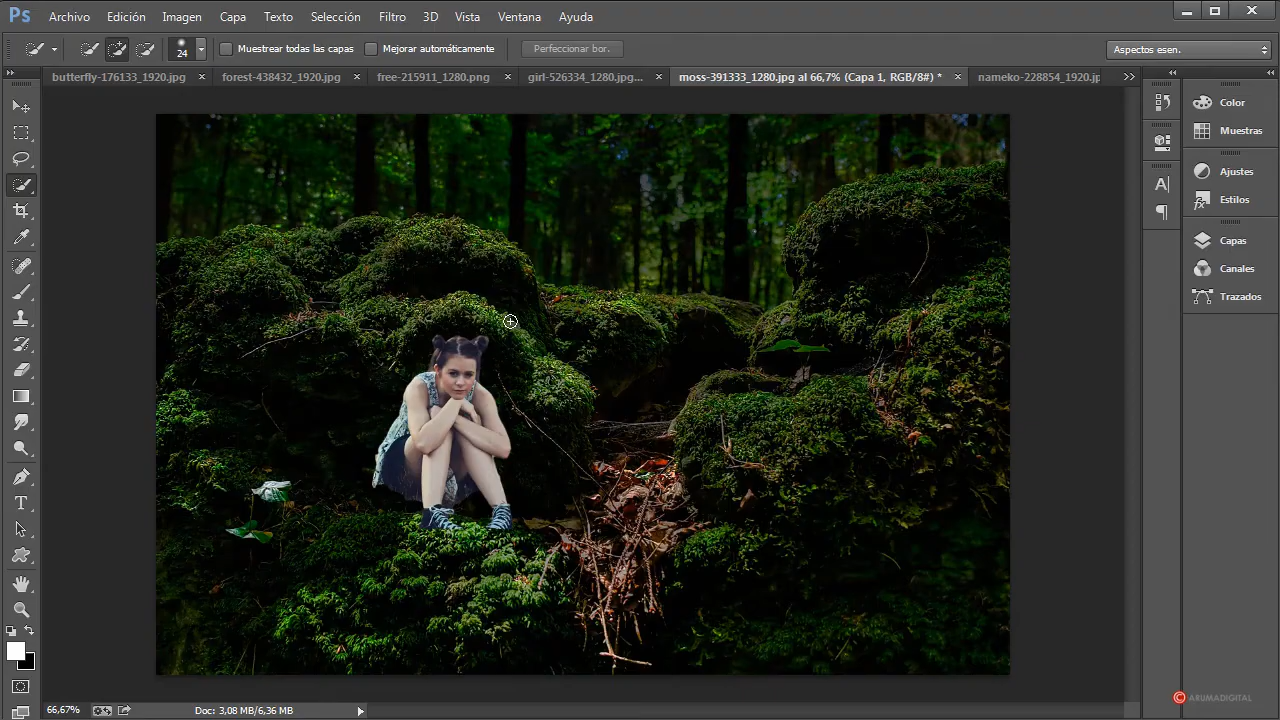 Ps Archivo Edición Imagen Capa Texto Selección Filtro 3D Vista Ventana Ayuda
24 Muestrear todas las capas Mejorar automáticamente Perfeccionar bor. Aspectos esen.
butterfly-176133_1920.jpg × forest-438432_1920.jpg × free-215911_1280.png × girl-526334_1280.jpg... × moss-391333_1280.jpg al 66,7% (Capa 1, RGB/8#) * × nameko-228854_1920.jp
Color
Muestras
Ajustes
Estilos
Capas
Canales
Trazados
© ARUMADIGITAL
66,67% Doc: 3,08 MB/6,36 MB